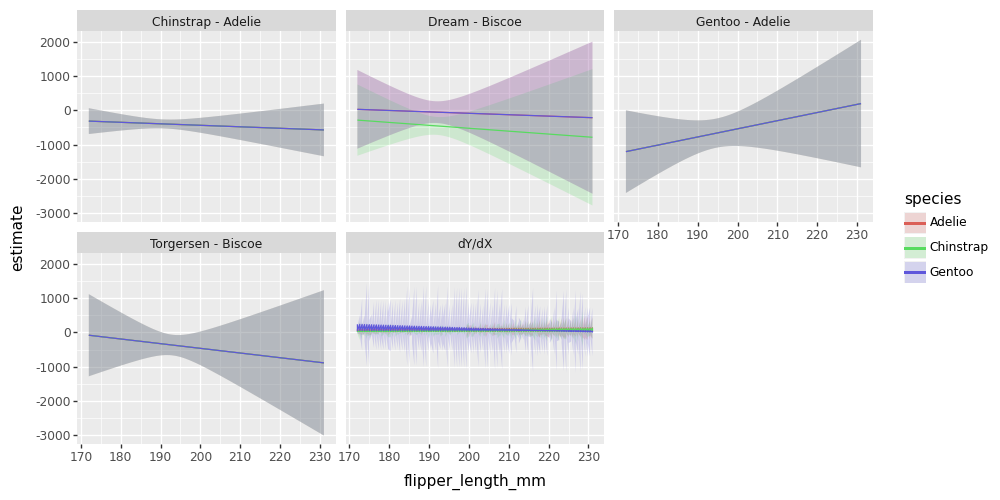 Chinstrap - Adelie
Dream - Biscoe
Gentoo - Adelie
2000
1000
0
-1000
-2000
-3000
170 180 190 200 210 220 230
Torgersen - Biscoe
dY/dX
2000
1000
0
-1000
-2000
-3000
170 180 190 200 210 220 230
170 180 190 200 210 220 230
estimate
flipper_length_mm
species
Adelie
Chinstrap
Gentoo